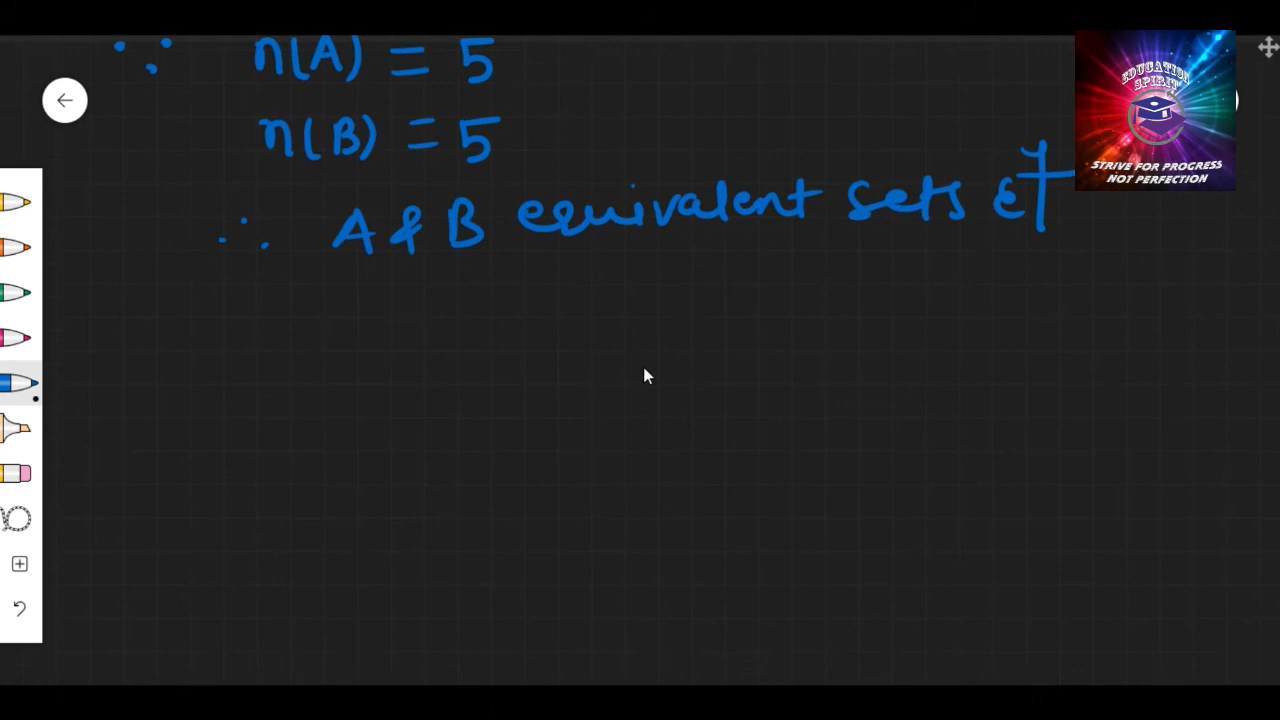 ∵ n(A) = 5
n(B) = 5
∴ A & B equivalent sets हैं
EDUCATION
SPIRIT
STRIVE FOR PROGRESS
NOT PERFECTION